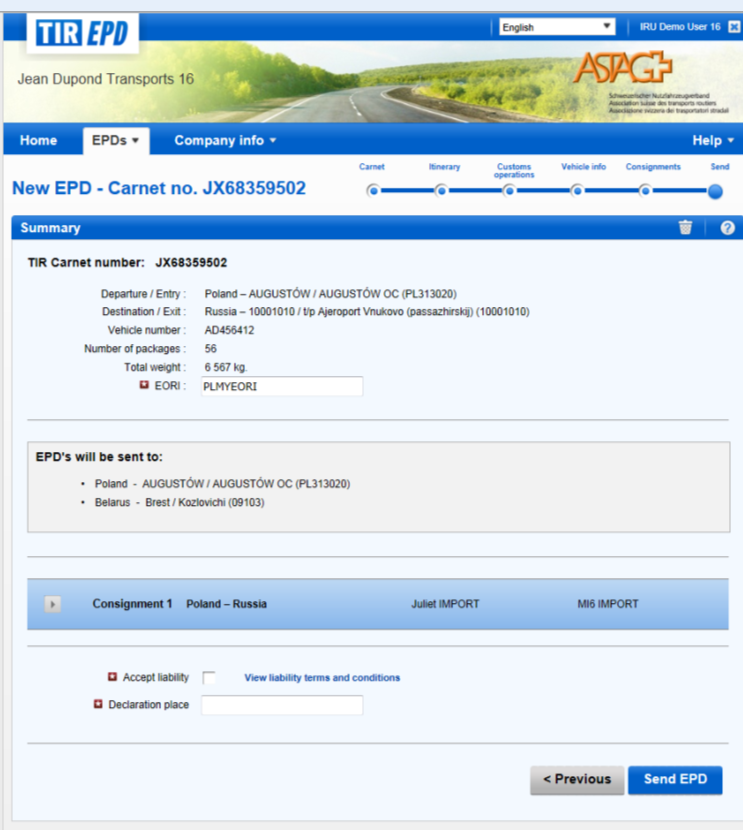 TIR EPD
English
IRU Demo User 16
Jean Dupond Transports 16
ASTAG
Schweizerischer Nutzfahrzeugverband
Association suisse des transports routiers
Associazione svizzera dei trasportatori stradali
Home EPDs Company info Help
Carnet Itinerary Customs operations Vehicle info Consignments Send
New EPD - Carnet no. JX68359502
Summary
TIR Carnet number: JX68359502
Departure / Entry : Poland – AUGUSTÓW / AUGUSTÓW OC (PL313020)
Destination / Exit : Russia – 10001010 / t/p Ajeroport Vnukovo (passazhirskij) (10001010)
Vehicle number : AD456412
Number of packages : 56
Total weight : 6 567 kg.
EORI : PLMYEORI
EPD's will be sent to:
• Poland - AUGUSTÓW / AUGUSTÓW OC (PL313020)
• Belarus - Brest / Kozlovichi (09103)
Consignment 1 Poland – Russia Juliet IMPORT MI6 IMPORT
Accept liability View liability terms and conditions
Declaration place
< Previous Send EPD